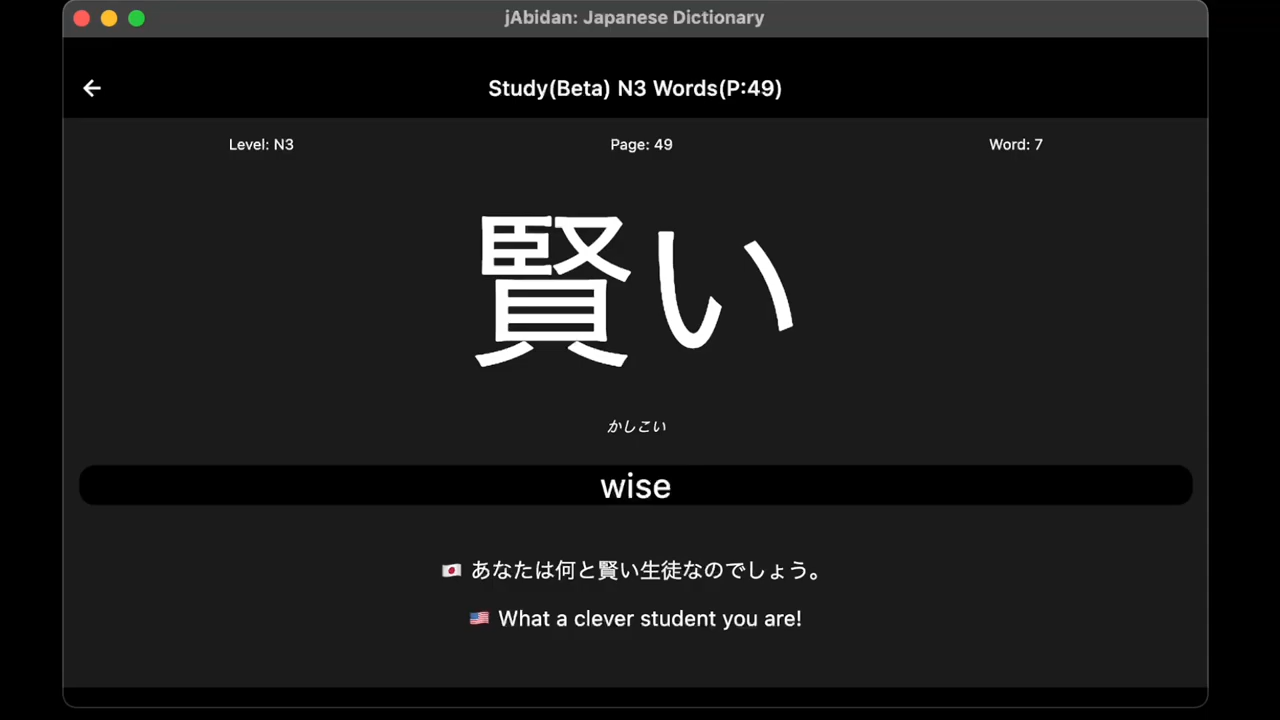 jAbidan: Japanese Dictionary
Study(Beta) N3 Words(P:49)
Level: N3 Page: 49 Word: 7
賢い
かしこい
wise
あなたは何と賢い生徒なのでしょう。
What a clever student you are!